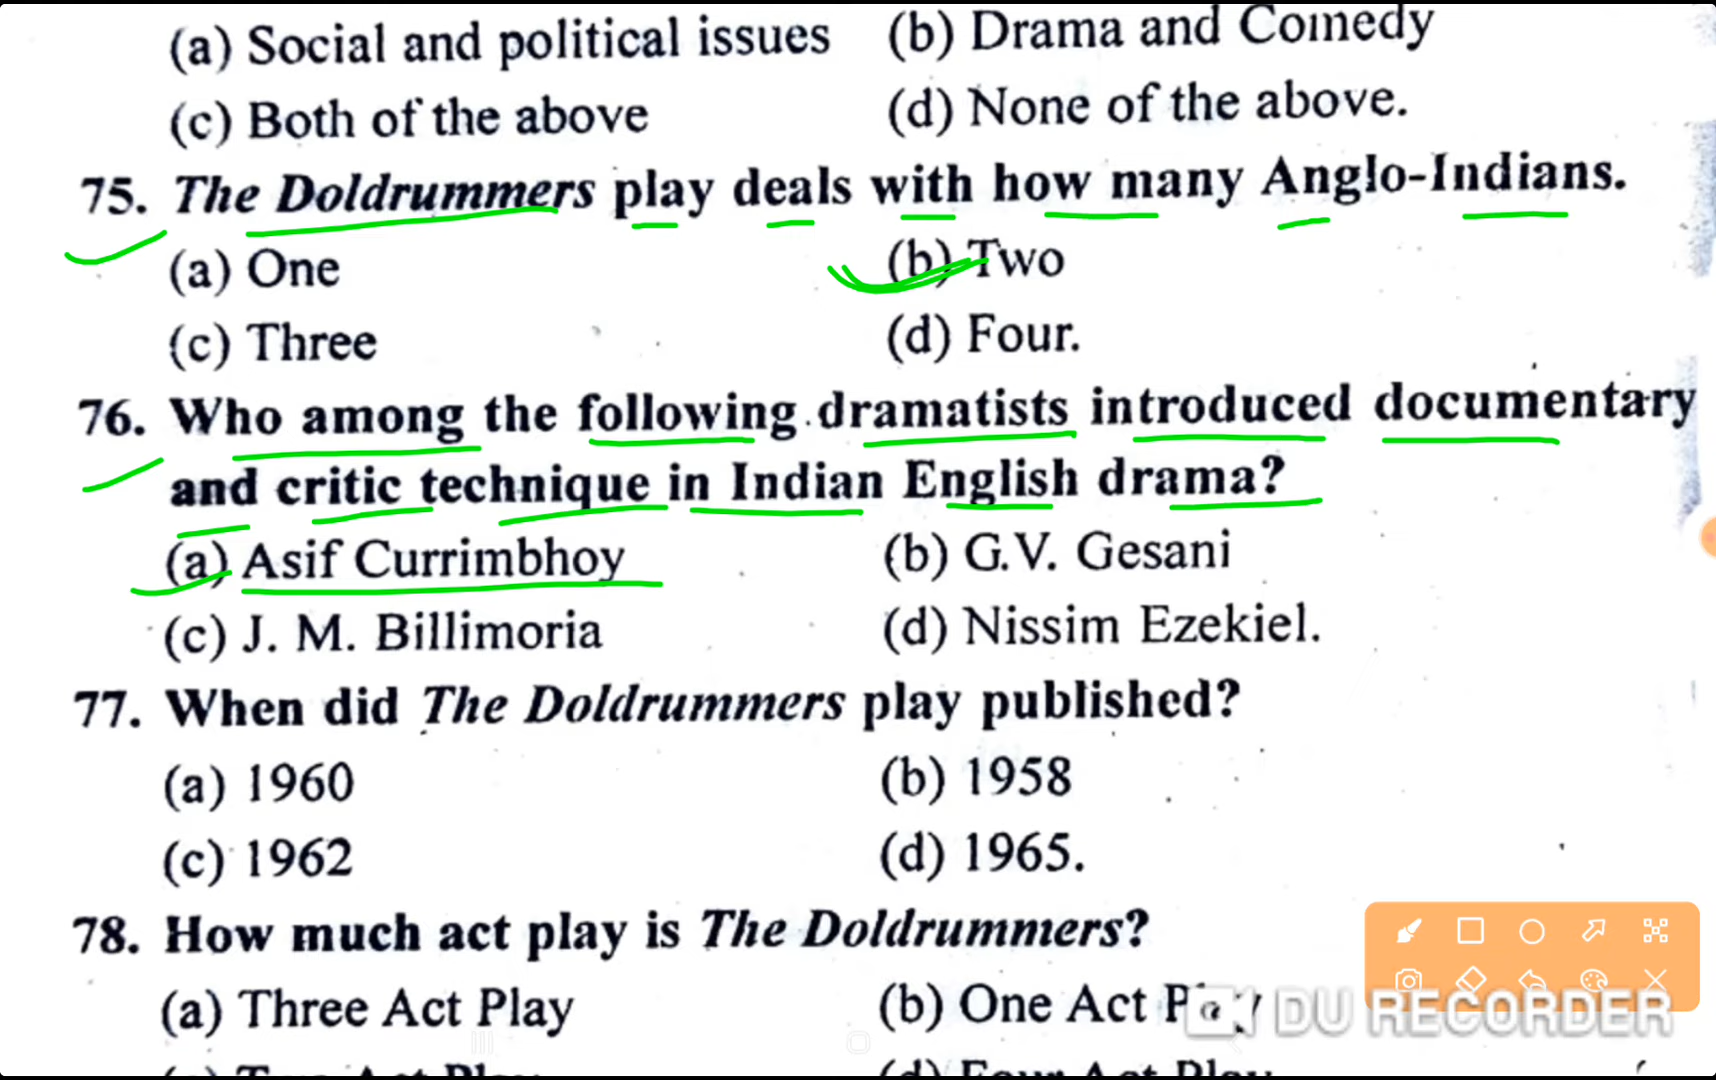 (a) Social and political issues (b) Drama and Comedy
(c) Both of the above (d) None of the above.
75. The Doldrummers play deals with how many Anglo-Indians.
(a) One (b) Two
(c) Three (d) Four.
76. Who among the following dramatists introduced documentary
and critic technique in Indian English drama?
(a) Asif Currimbhoy (b) G.V. Gesani
(c) J. M. Billimoria (d) Nissim Ezekiel.
77. When did The Doldrummers play published?
(a) 1960 (b) 1958
(c) 1962 (d) 1965.
78. How much act play is The Doldrummers?
(a) Three Act Play (b) One Act Play
DU RECORDER